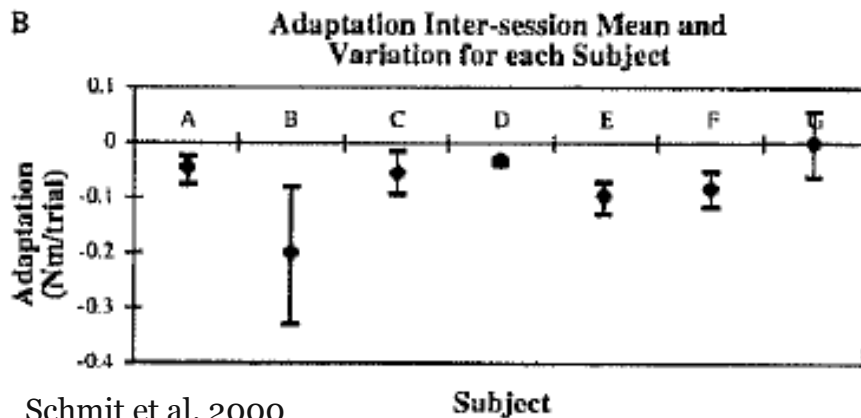 B
Adaptation Inter-session Mean and
Variation for each Subject
0.1
A B C D E F G
0
-0.1
-0.2
-0.3
-0.4
Adaptation
(Nm/trial)
Subject
Schmit et al. 2000